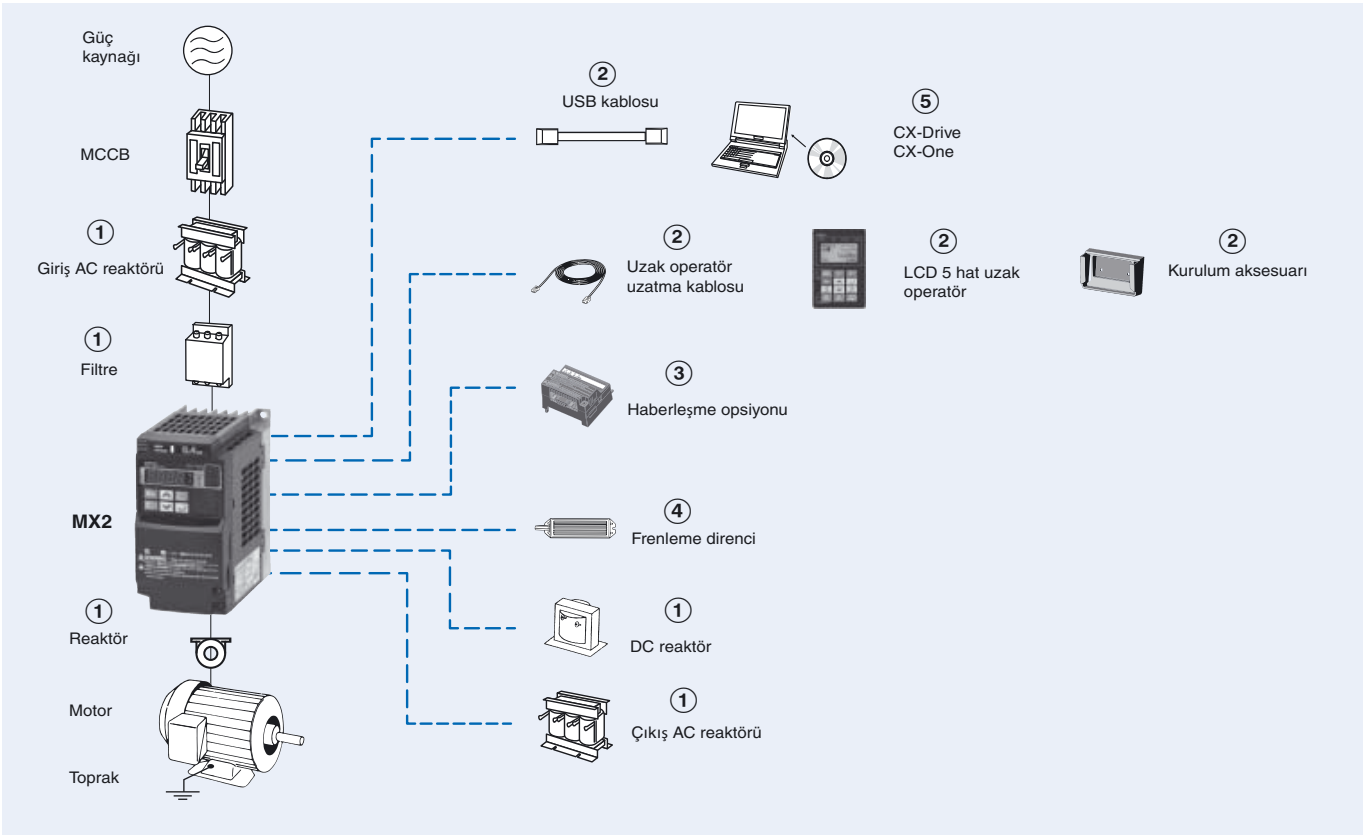 Güç
kaynağı
MCCB
1
Giriş AC reaktörü
1
Filtre
MX2
1
Reaktör
Motor
Toprak
2
USB kablosu
5
CX-Drive
CX-One
2
Uzak operatör
uzatma kablosu
2
LCD 5 hat uzak
operatör
2
Kurulum aksesuarı
3
Haberleşme opsiyonu
4
Frenleme direnci
1
DC reaktör
1
Çıkış AC reaktörü